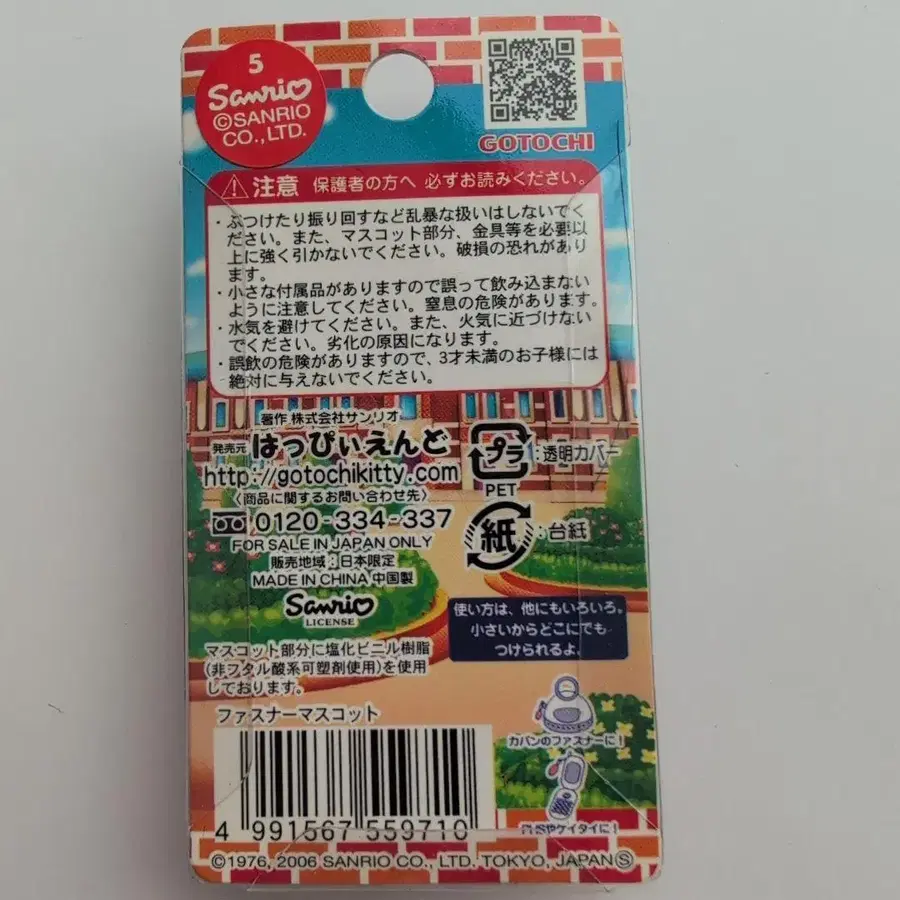 5
Sanrio
©SANRIO
CO.,LTD.
GOTOCHI
注意 保護者の方へ 必ずお読みください。
・ぶつけたり振り回すなど乱暴な扱いはしないでく
ださい。また、マスコット部分、金具等を必要以
上に強く引かないでください。破損の恐れがあり
ます。
・小さな付属品がありますので誤って飲み込まない
ように注意してください。窒息の危険があります。
・水気を避けてください。また、火気に近づけない
でください。劣化の原因になります。
・誤飲の危険がありますので、3才未満のお子様には
絶対に与えないでください。
著作 株式会社サンリオ
発売元 はっぴぃえんど
http://gotochikitty.com
〈商品に関するお問い合わせ先〉
0120-334-337
FOR SALE IN JAPAN ONLY
販売地域:日本限定
MADE IN CHINA 中国製
Sanrio
LICENSE
プラ:透明カバー
PET
紙:台紙
マスコット部分に塩化ビニル樹脂
(非フタル酸系可塑剤使用)を使用
しております。
ファスナーマスコット
使い方は、他にもいろいろ。
小さいからどこにでも
つけられるよ。
カバンのファスナーに!
ケイタイに!
4 991567 559710
©1976, 2006 SANRIO CO., LTD. TOKYO, JAPAN Ⓢ